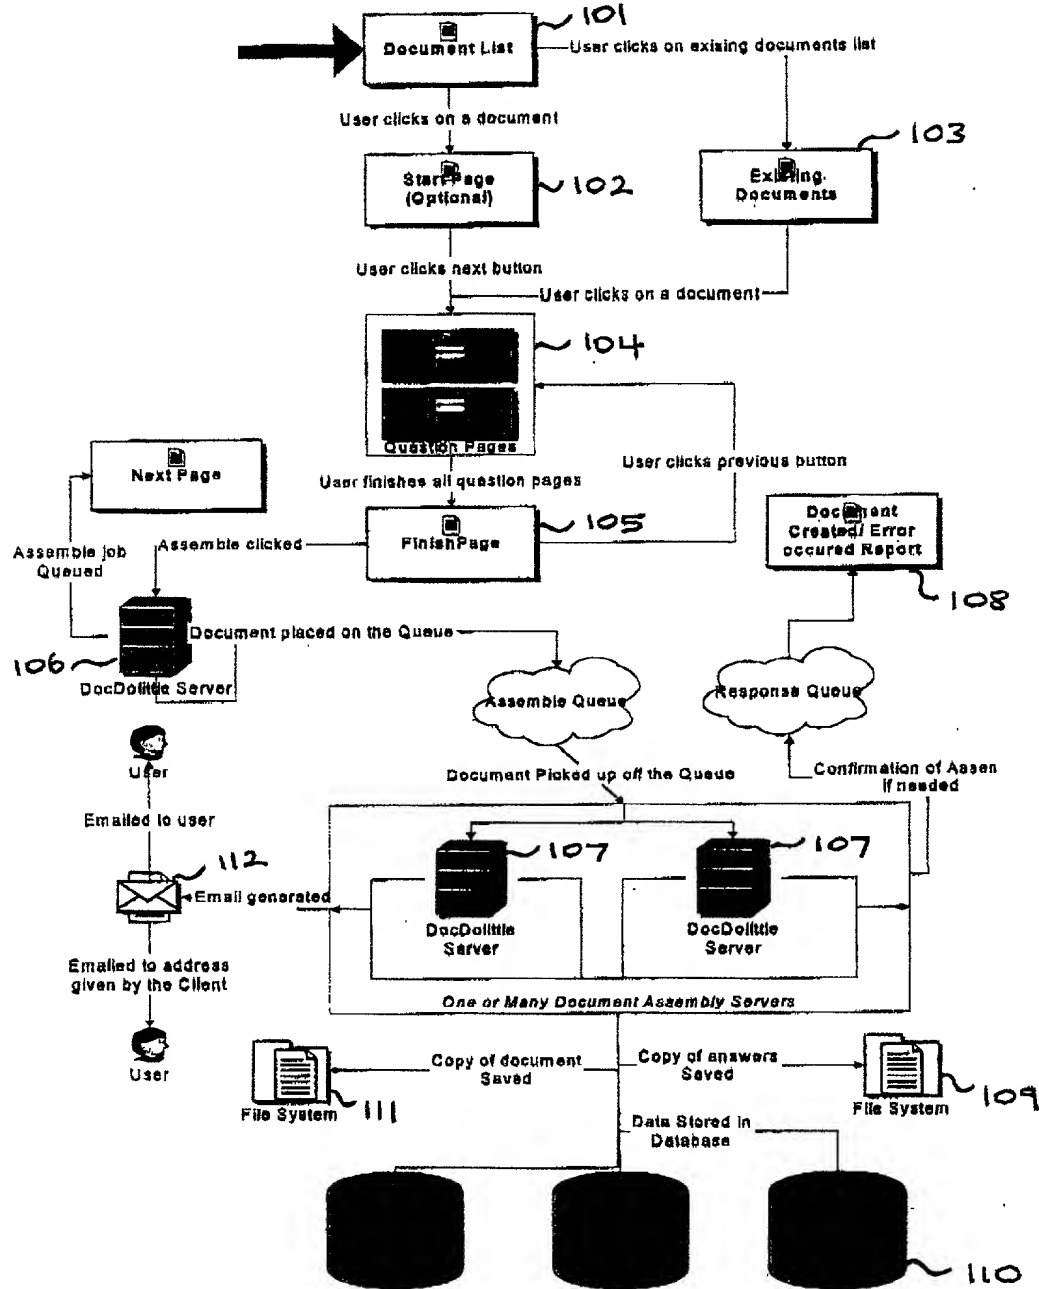 101
Document List
User clicks on exising documents list
User clicks on a document
103
Start Page
(Optional)
102
Existing
Documents
User clicks next button
User clicks on a document
104
Question Pages
Next Page
User clicks previous button
User finishes all question pages
105
Document
Created/ Error
occured Report
Assemble job
Queued
Assemble clicked
FinishPage
108
Document placed on the Queue
106
DocDolittle Server
Assemble Queue
Response Queue
User
Document Picked up off the Queue
Confirmation of Assem
if needed
Emailed to user
107
107
112
Email generated
DocDolittle
Server
DocDolittle
Server
Emailed to address
given by the Client
One or Many Document Assembly Servers
User
Copy of document
Saved
Copy of answers
Saved
File System
111
File System
109
Data Stored in
Database
110